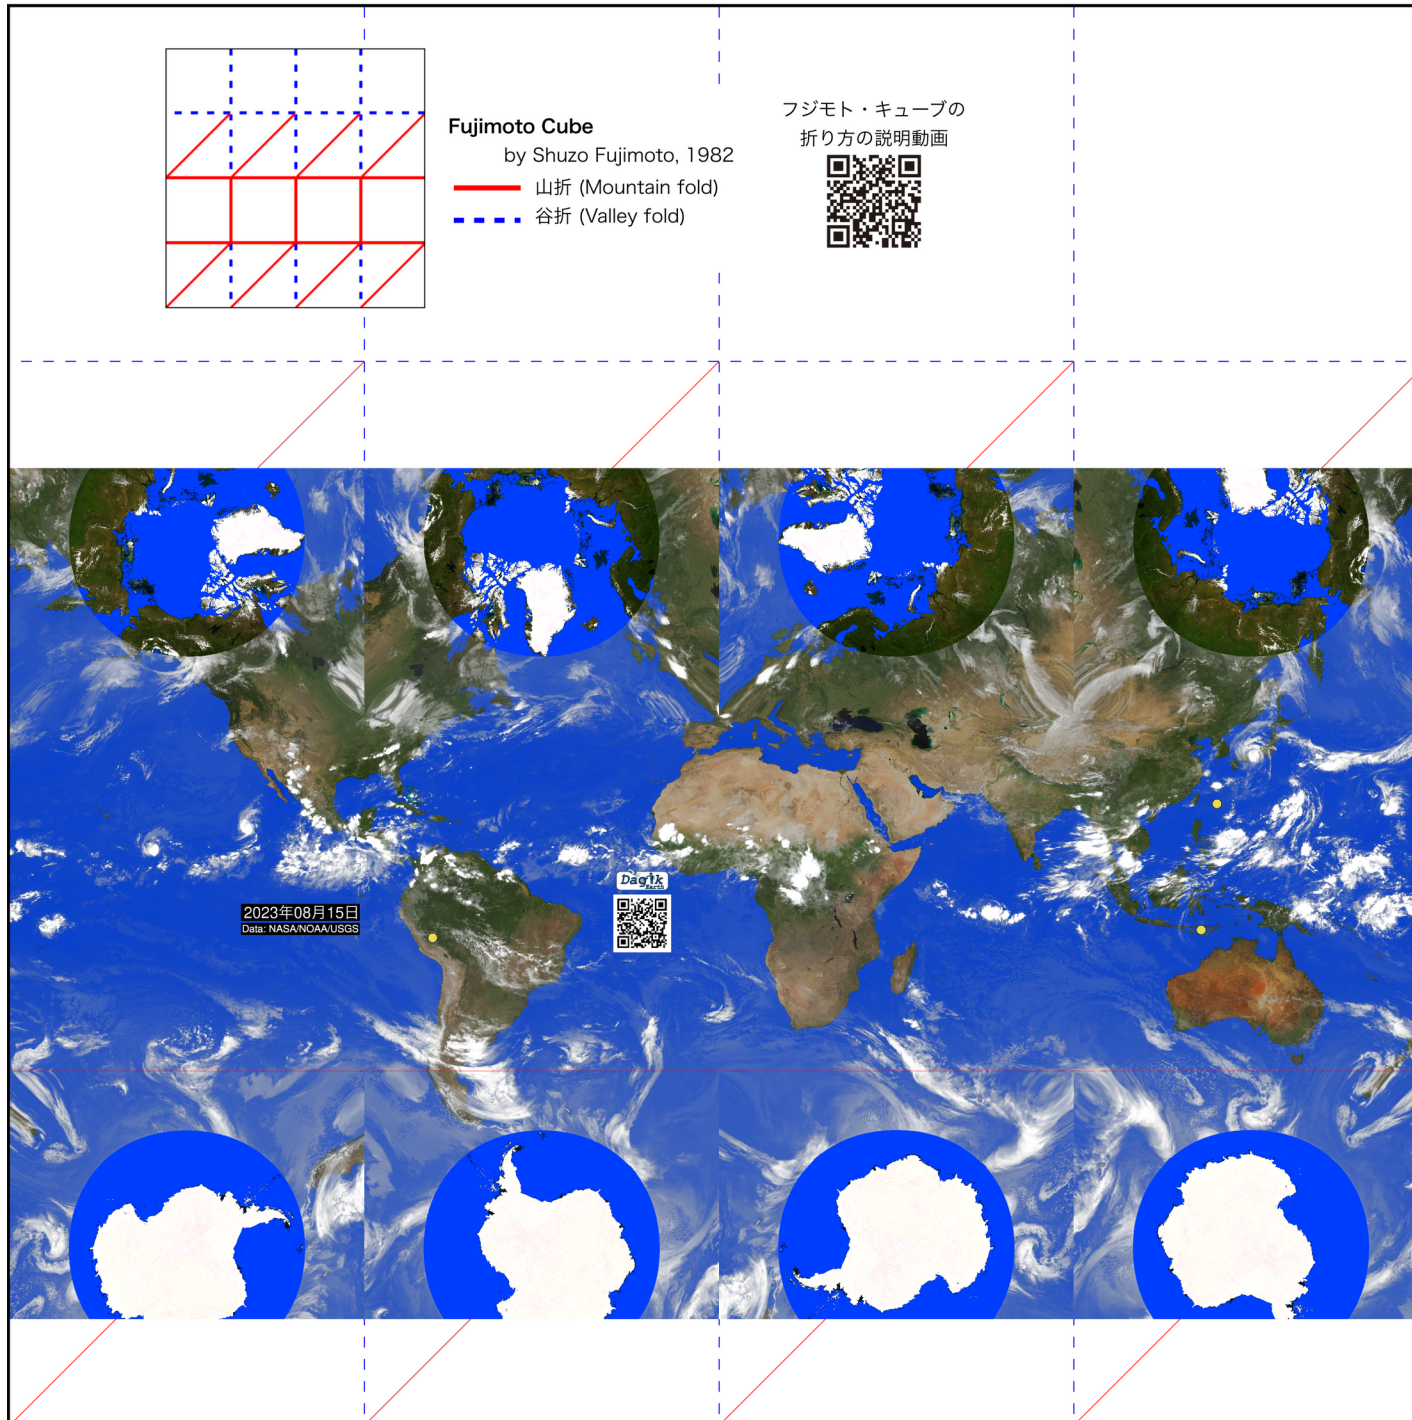 Fujimoto Cube
by Shuzo Fujimoto, 1982
山折 (Mountain fold)
谷折 (Valley fold)
フジモト・キューブの
折り方の説明動画
Dagik
Earth
2023年08月15日
Data: NASA/NOAA/USGS